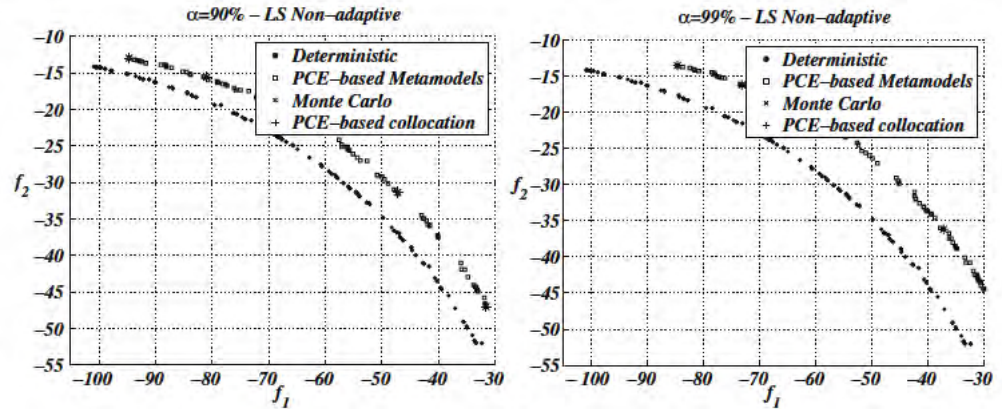 α=90% – LS Non-adaptive
–10
–15
–20
–25
–30
–35
–40
–45
–50
–55
f2
Deterministic
PCE–based Metamodels
Monte Carlo
PCE–based collocation
–100 –90 –80 –70 –60 –50 –40 –30
f1
α=99% – LS Non-adaptive
–10
–15
–20
–25
–30
–35
–40
–45
–50
–55
f2
Deterministic
PCE–based Metamodels
Monte Carlo
PCE–based collocation
–100 –90 –80 –70 –60 –50 –40 –30
f1